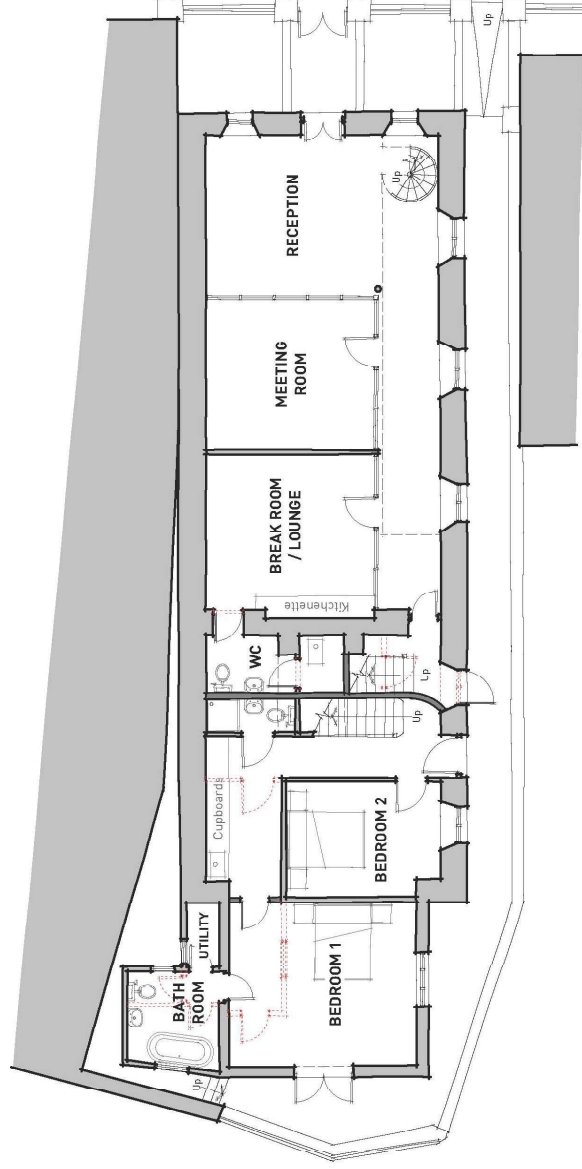 Up
RECEPTION
Up
MEETING
ROOM
BREAK ROOM
/ LOUNGE
Kitchenette
WC
Up
Up
Cupboards
BEDROOM 2
UTILITY
BATH
ROOM
BEDROOM 1
Up